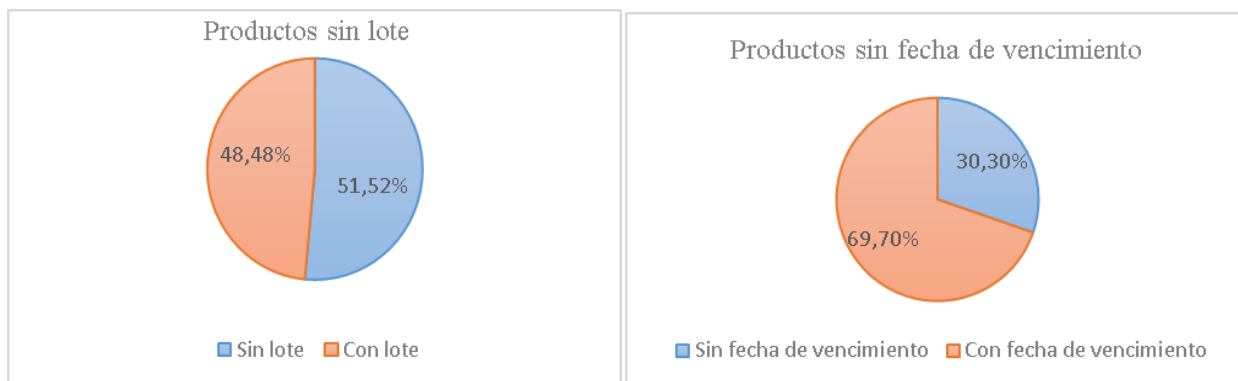 Productos sin lote
48,48%
51,52%
Sin lote Con lote
Productos sin fecha de vencimiento
30,30%
69,70%
Sin fecha de vencimiento Con fecha de vencimiento